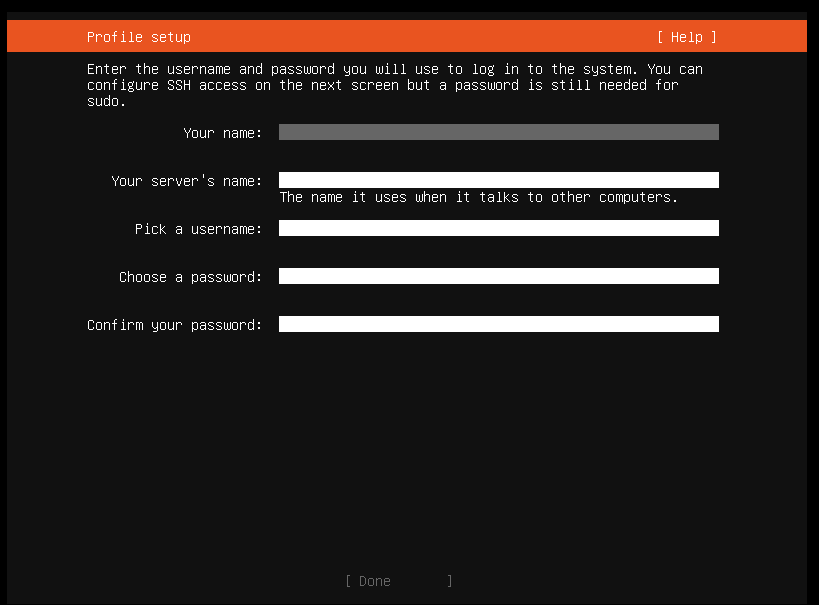 Profile setup [ Help ]
Enter the username and password you will use to log in to the system. You can
configure SSH access on the next screen but a password is still needed for
sudo.
Your name:
Your server's name:
The name it uses when it talks to other computers.
Pick a username:
Choose a password:
Confirm your password:
[ Done ]